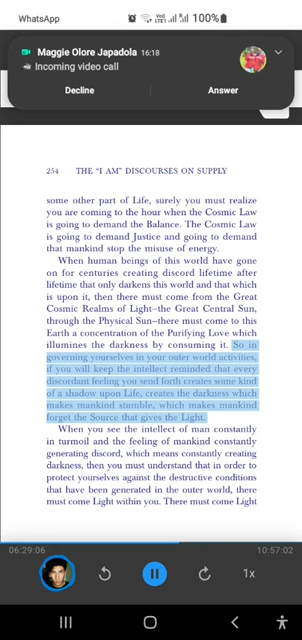 WhatsApp 100%
Maggie Olore Japadola 16:18
Incoming video call
Decline Answer
254 THE "I AM" DISCOURSES ON SUPPLY
some other part of Life, surely you must realize
you are coming to the hour when the Cosmic Law
is going to demand the Balance. The Cosmic Law
is going to demand Justice and going to demand
that mankind stop the misuse of energy.
When human beings of this world have gone
on for centuries creating discord lifetime after
lifetime that only darkens this world and that which
is upon it, then there must come from the Great
Cosmic Realms of Light–the Great Central Sun,
through the Physical Sun–there must come to this
Earth a concentration of the Purifying Love which
illumines the darkness by consuming it. So in
governing yourselves in your outer world activities,
if you will keep the intellect reminded that every
discordant feeling you send forth creates some kind
of a shadow upon Life, creates the darkness which
makes mankind stumble, which makes mankind
forget the Source that gives the Light.
When you see the intellect of man constantly
in turmoil and the feeling of mankind constantly
generating discord, which means constantly creating
darkness, then you must understand that in order to
protect yourselves against the destructive conditions
that have been generated in the outer world, there
must come Light within you. There must come Light
06:29:06 10:57:02
1x